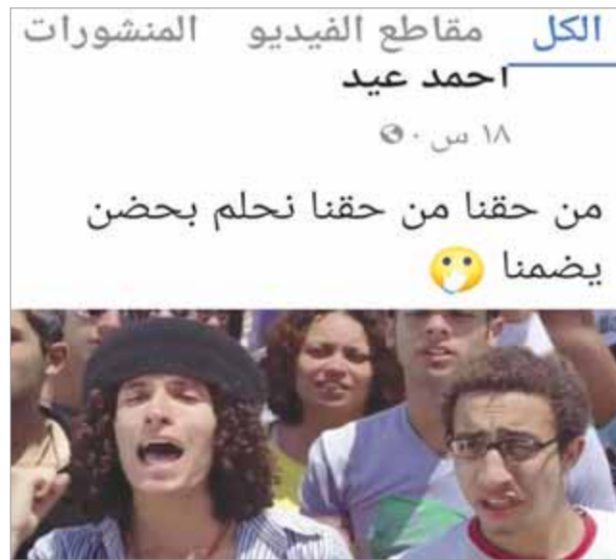 الكل مقاطع الفيديو المنشورات
احمد عيد
١٨ س ·
من حقنا من حقنا نحلم بحضن
يضمنا 🫢